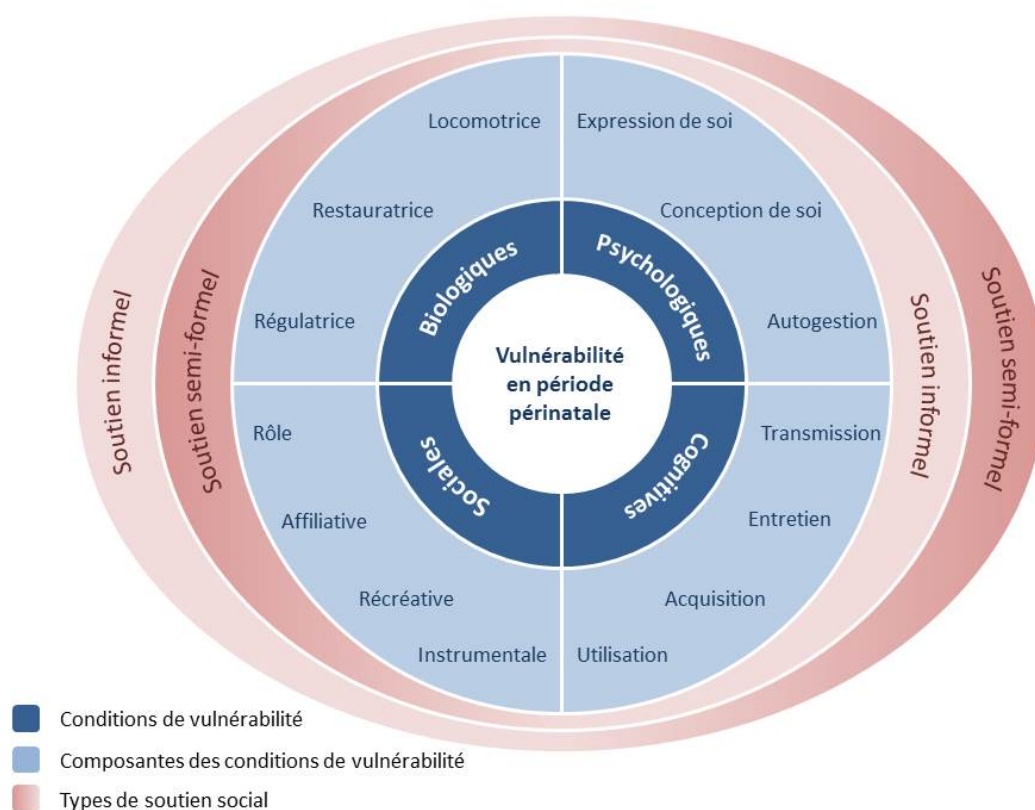 Locomotrice
Expression de soi
Restauratrice
Conception de soi
Biologiques
Psychologiques
Régulatrice
Autogestion
Soutien informel
Soutien semi-formel
Vulnérabilité
en période
périnatale
Soutien informel
Soutien semi-formel
Rôle
Transmission
Sociales
Cognitives
Affiliative
Entretien
Récréative
Acquisition
Instrumentale
Utilisation
Conditions de vulnérabilité
Composantes des conditions de vulnérabilité
Types de soutien social